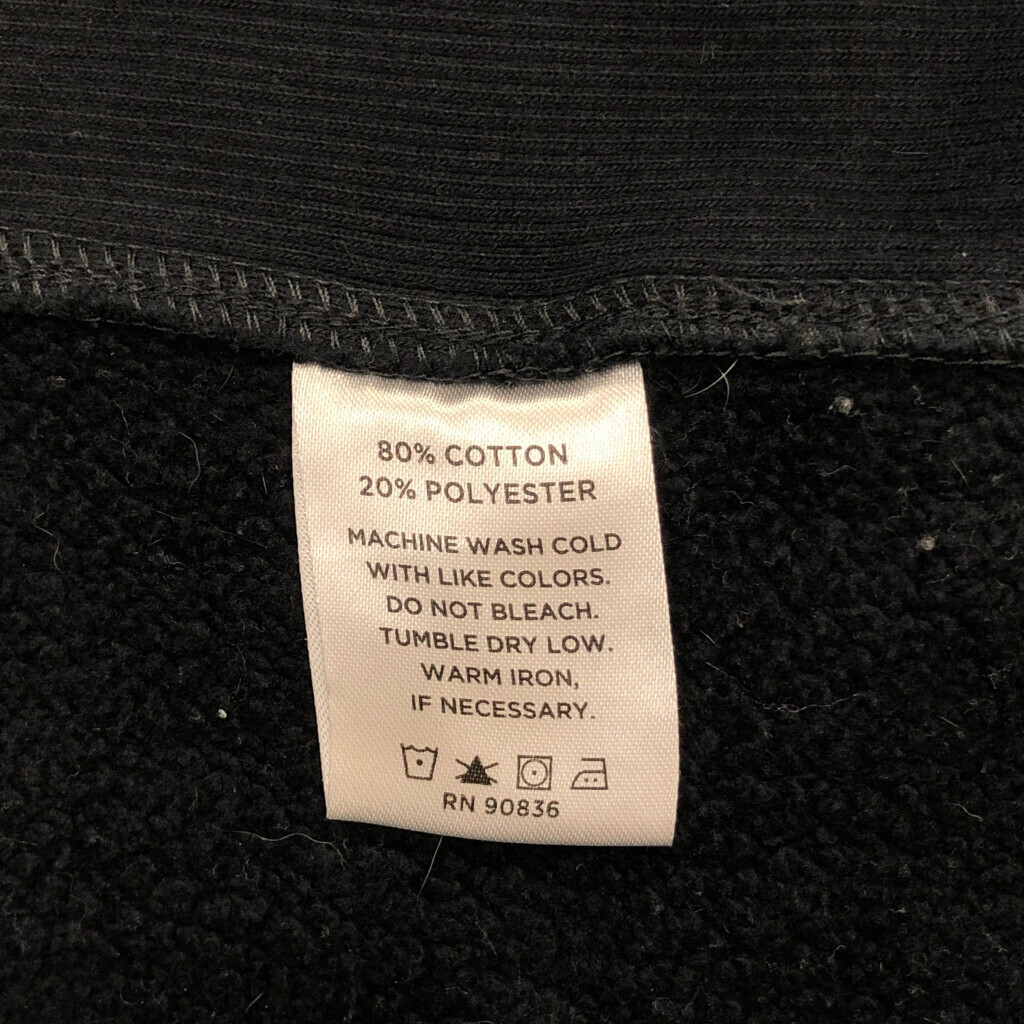 80% COTTON
20% POLYESTER
MACHINE WASH COLD
WITH LIKE COLORS.
DO NOT BLEACH.
TUMBLE DRY LOW.
WARM IRON,
IF NECESSARY.
RN 90836